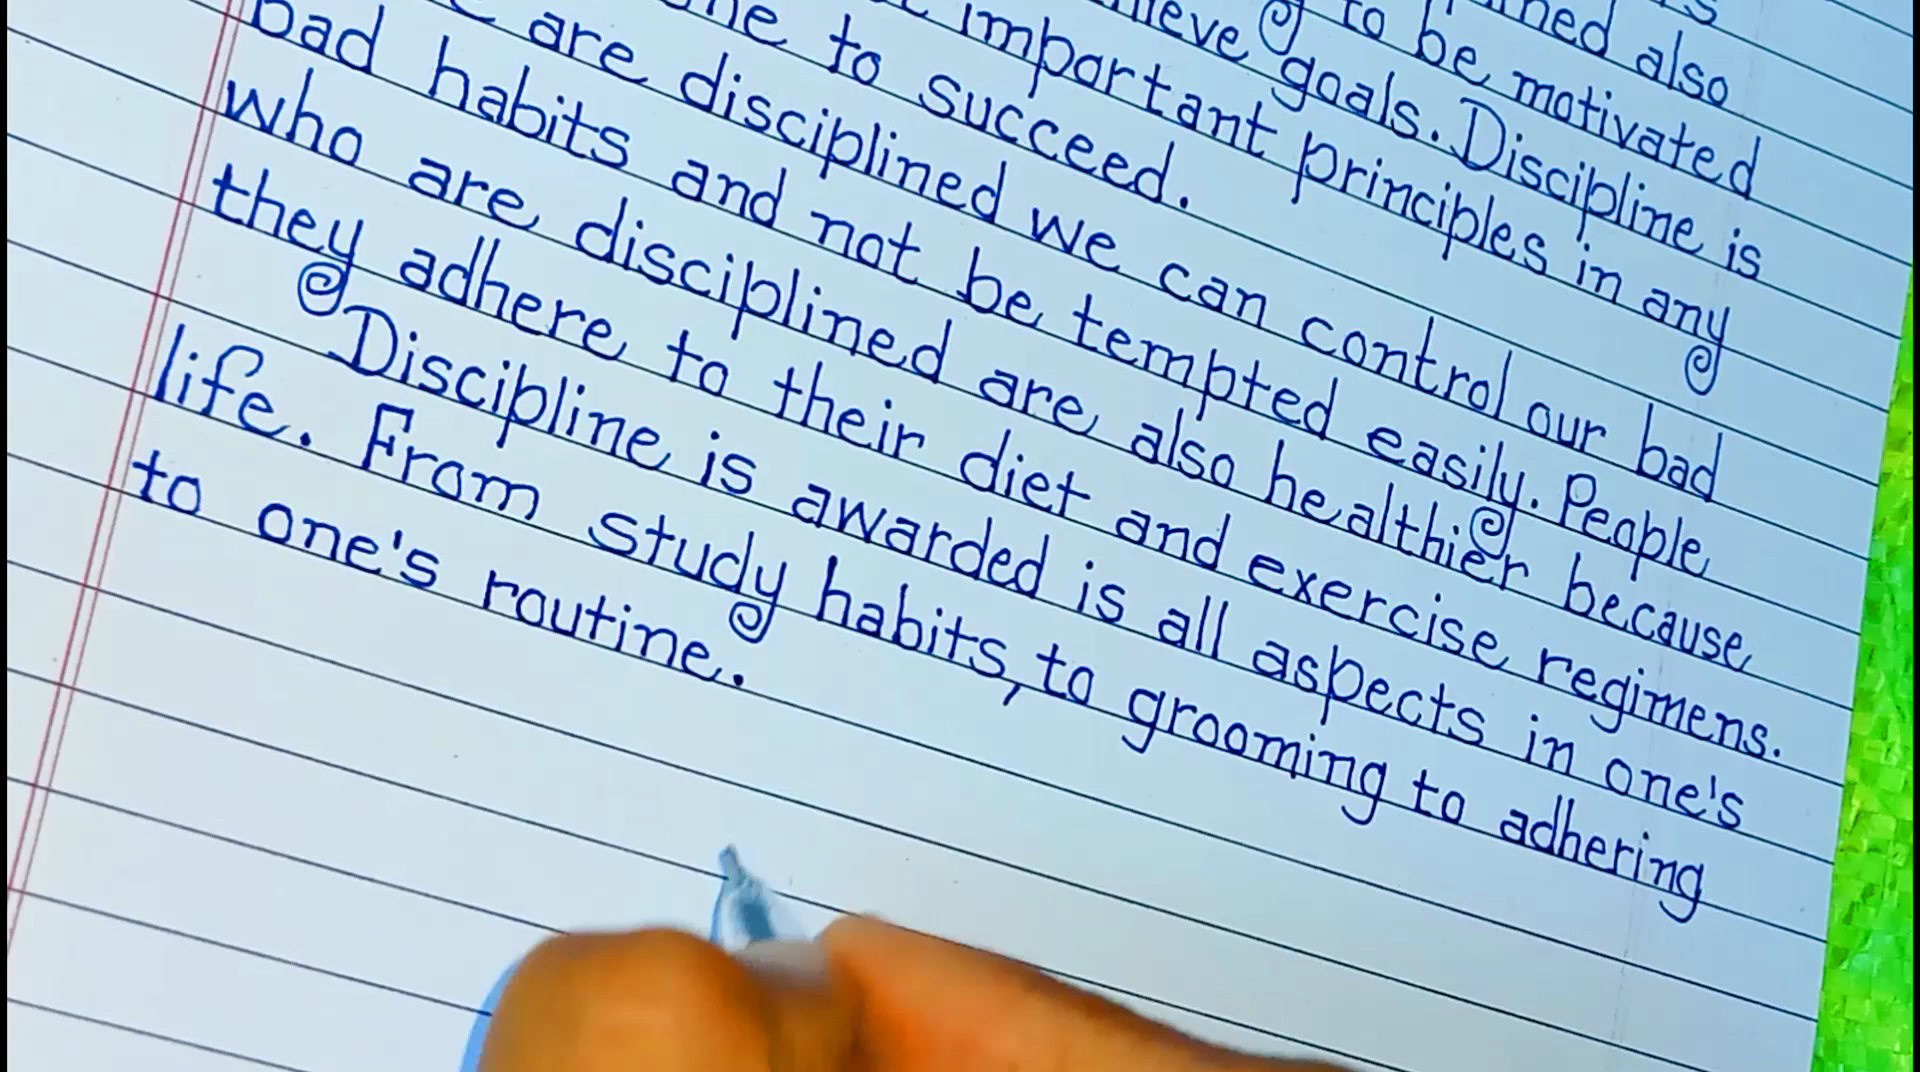 also
to be motivated
goals. Discipline is
important principles in any
to succeed.
are disciplined we can control our bad
bad habits and not be tempted easily. People
who are disciplined are also healthier because
they adhere to their diet and exercise regimens.
Discipline is awarded is all aspects in one's
life. From study habits, to grooming to adhering
to one's routine.